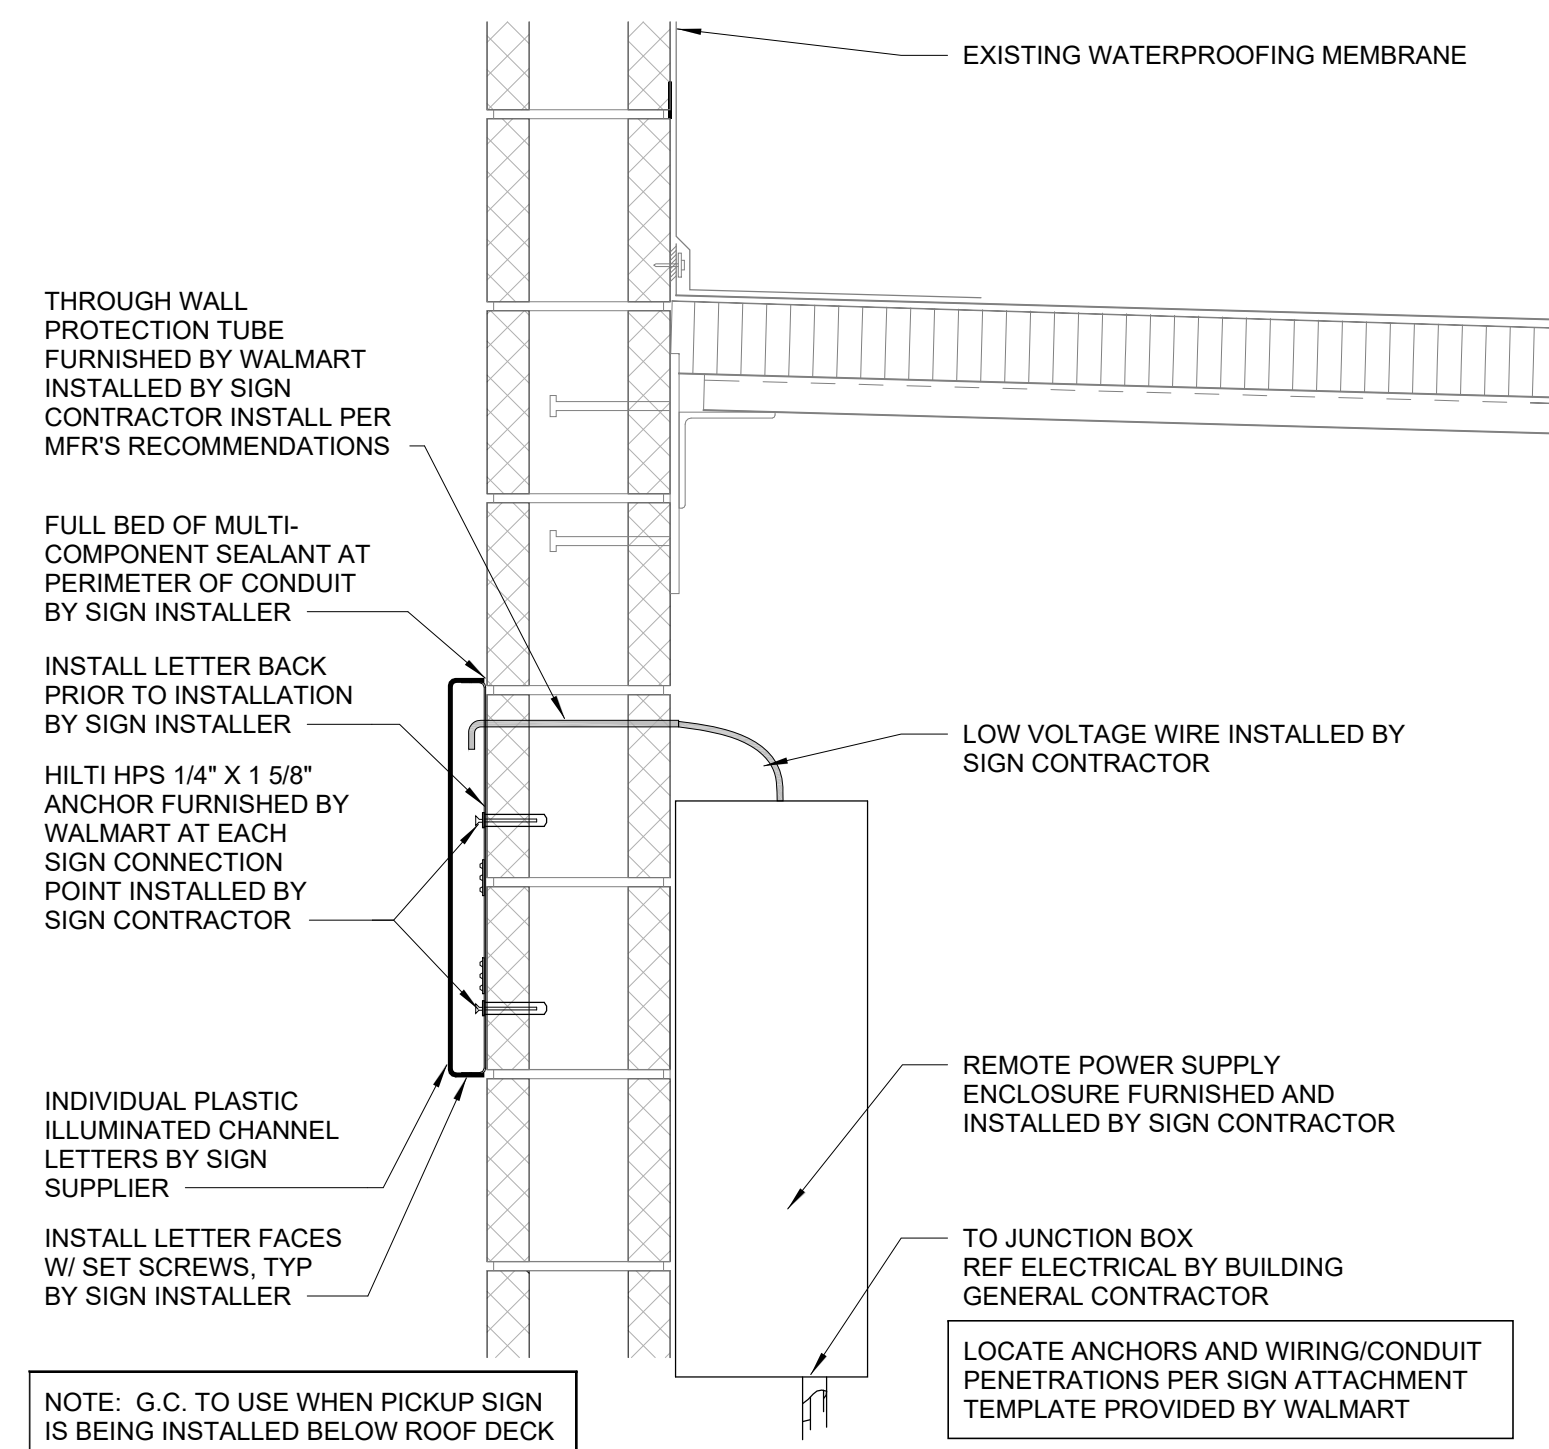 EXISTING WATERPROOFING MEMBRANE
THROUGH WALL
PROTECTION TUBE
FURNISHED BY WALMART
INSTALLED BY SIGN
CONTRACTOR INSTALL PER
MFR'S RECOMMENDATIONS
FULL BED OF MULTI-
COMPONENT SEALANT AT
PERIMETER OF CONDUIT
BY SIGN INSTALLER
INSTALL LETTER BACK
PRIOR TO INSTALLATION
BY SIGN INSTALLER
HILTI HPS 1/4" X 1 5/8"
ANCHOR FURNISHED BY
WALMART AT EACH
SIGN CONNECTION
POINT INSTALLED BY
SIGN CONTRACTOR
INDIVIDUAL PLASTIC
ILLUMINATED CHANNEL
LETTERS BY SIGN
SUPPLIER
INSTALL LETTER FACES
W/ SET SCREWS, TYP
BY SIGN INSTALLER
NOTE: G.C. TO USE WHEN PICKUP SIGN
IS BEING INSTALLED BELOW ROOF DECK
LOW VOLTAGE WIRE INSTALLED BY
SIGN CONTRACTOR
REMOTE POWER SUPPLY
ENCLOSURE FURNISHED AND
INSTALLED BY SIGN CONTRACTOR
TO JUNCTION BOX
REF ELECTRICAL BY BUILDING
GENERAL CONTRACTOR
LOCATE ANCHORS AND WIRING/CONDUIT
PENETRATIONS PER SIGN ATTACHMENT
TEMPLATE PROVIDED BY WALMART